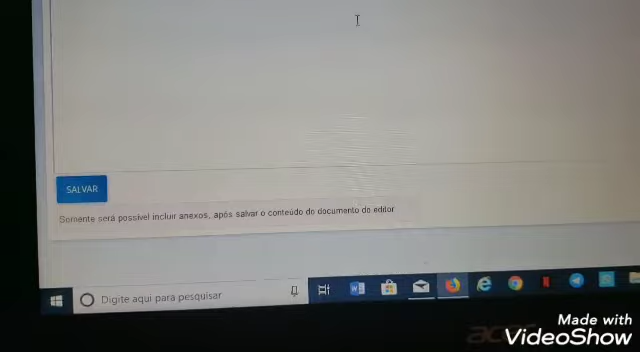 SALVAR
Somente será possível incluir anexos, após salvar o conteúdo do documento do editor
Digite aqui para pesquisar
acer
Made with
VideoShow